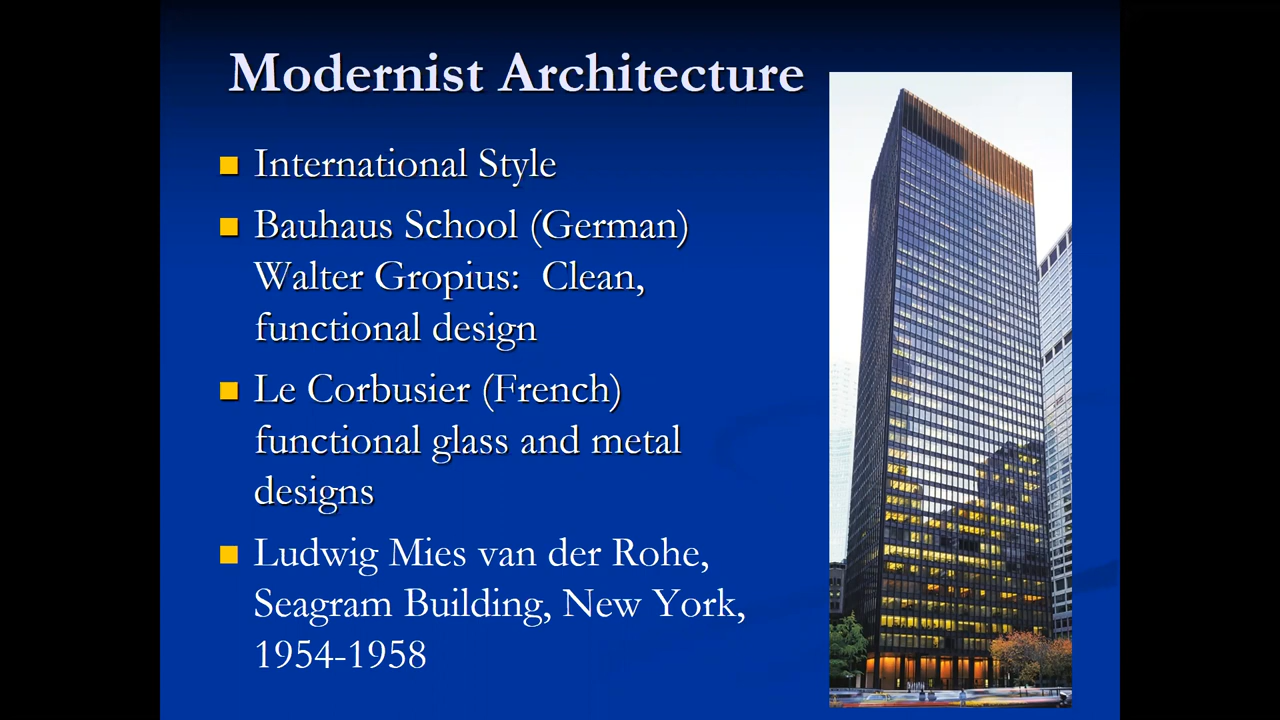 Modernist Architecture
International Style
Bauhaus School (German)
Walter Gropius:  Clean,
functional design
Le Corbusier (French)
functional glass and metal
designs
Ludwig Mies van der Rohe,
Seagram Building, New York,
1954-1958